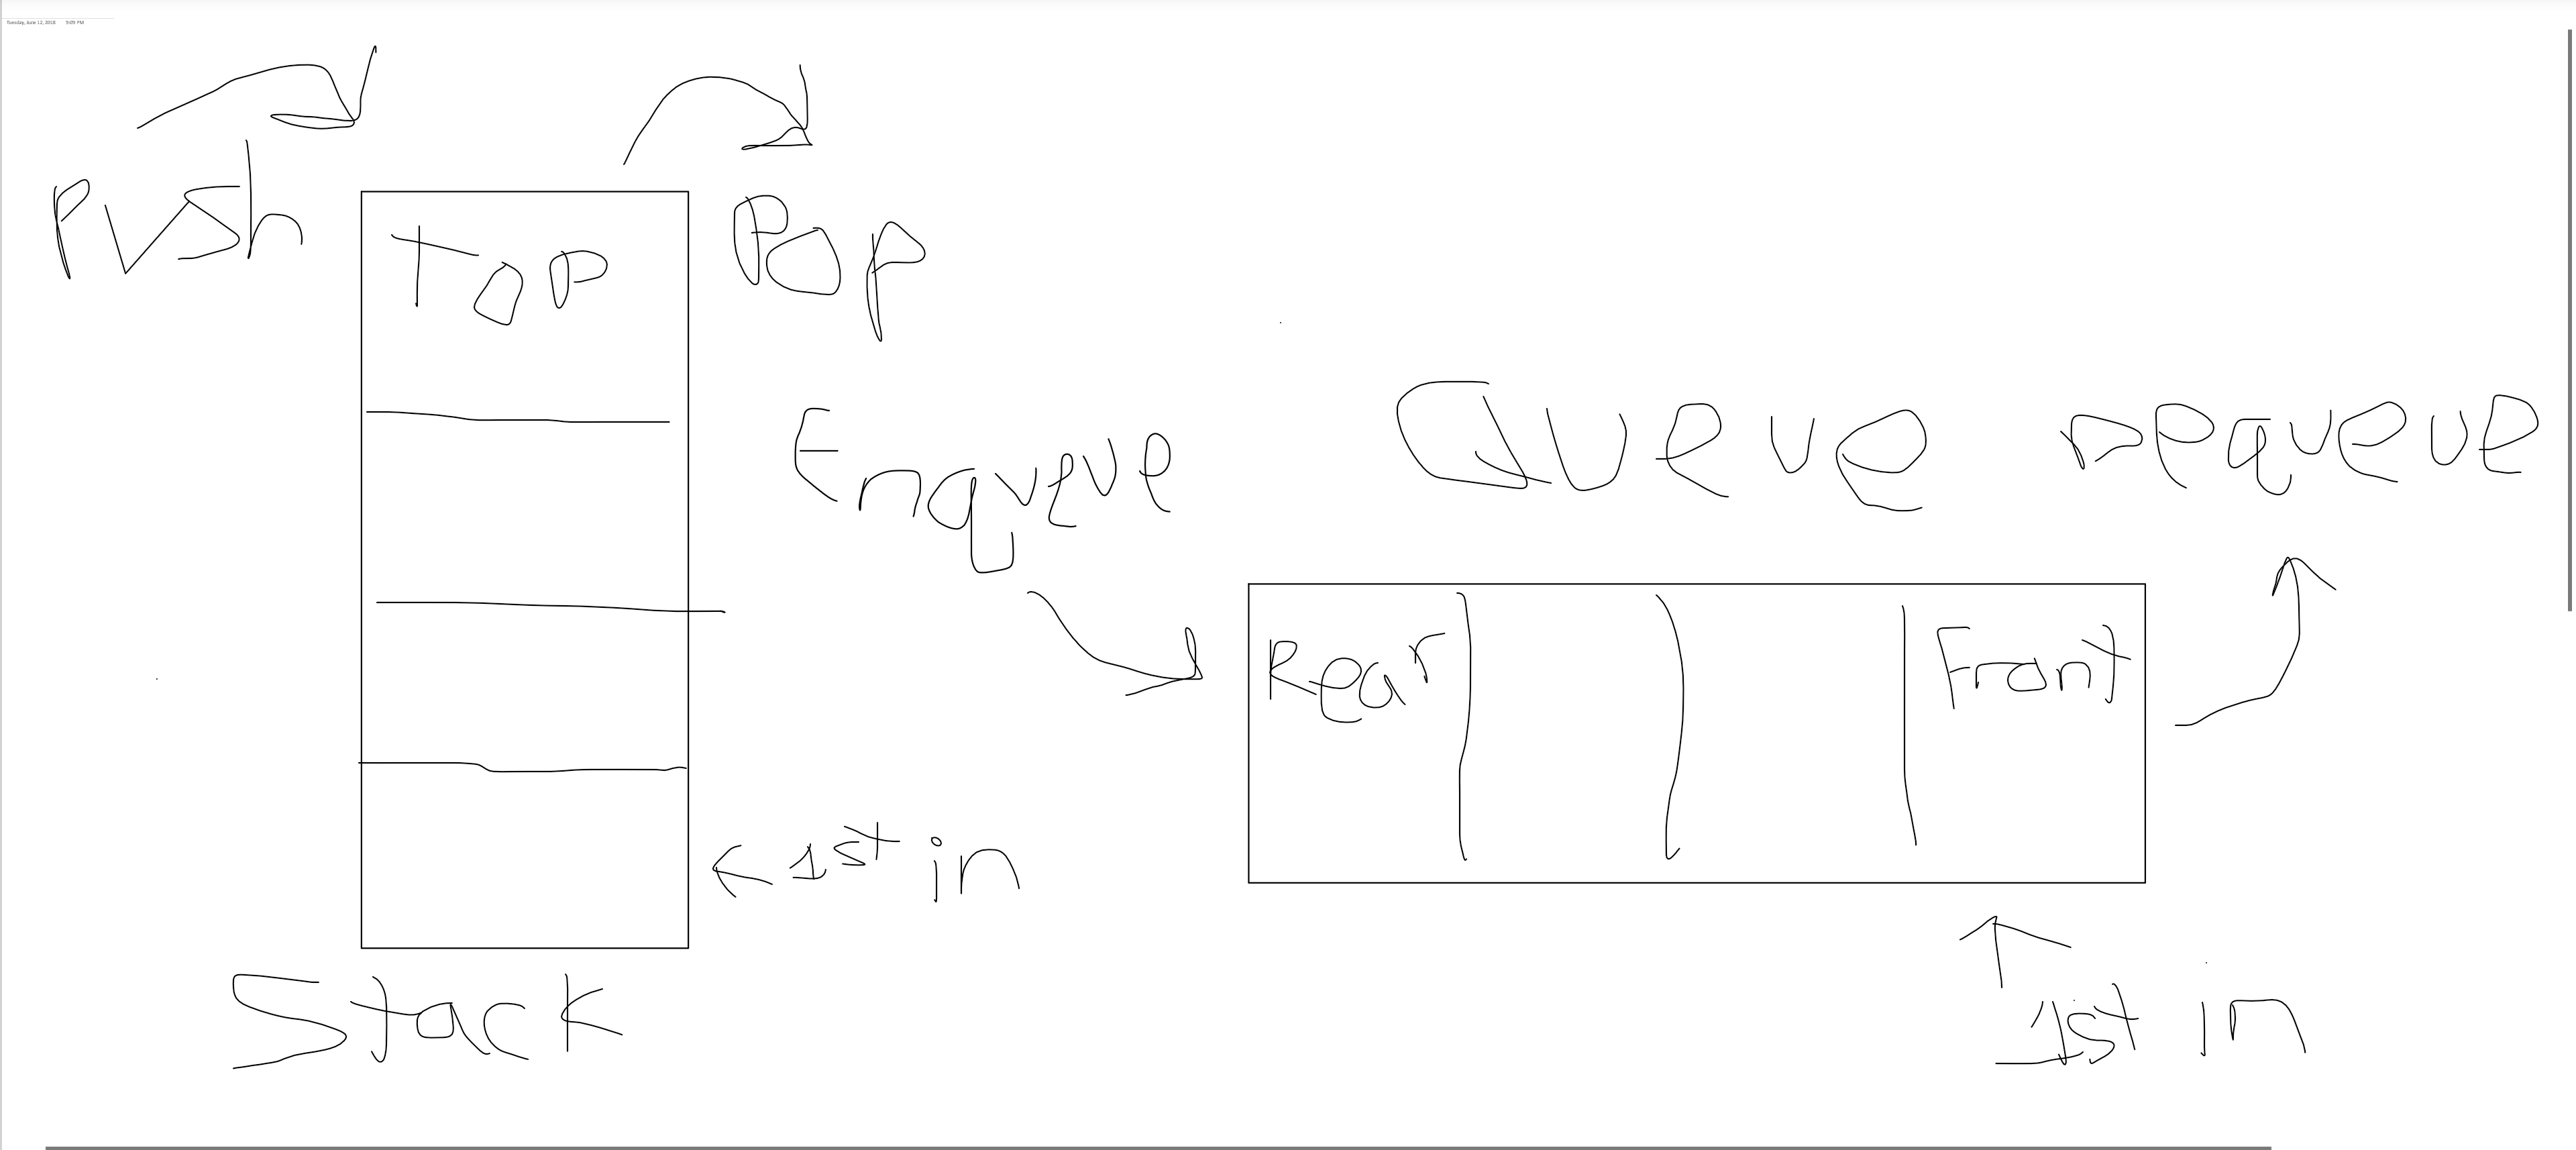 Tuesday, June 12, 2018 9:09 PM
Push
Pop
Top
Enqueue
Queue
Dequeue
Rear
Front
1st in
Stack
1st in